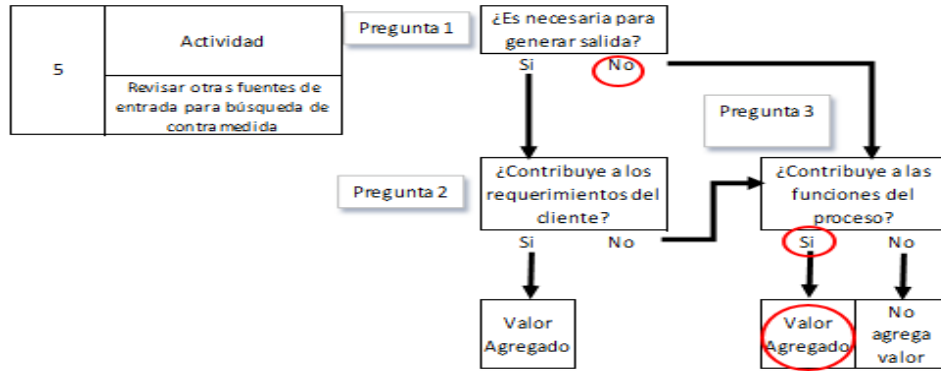 5
Actividad
Revisar otras fuentes de
entrada para búsqueda de
contramedida
Pregunta 1
¿Es necesaria para
generar salida?
Si No
Pregunta 3
Pregunta 2
¿Contribuye a los
requerimientos del
cliente?
Si No
¿Contribuye a las
funciones del
proceso?
Si No
Valor
Agregado
Valor
Agregado
No
agrega
valor